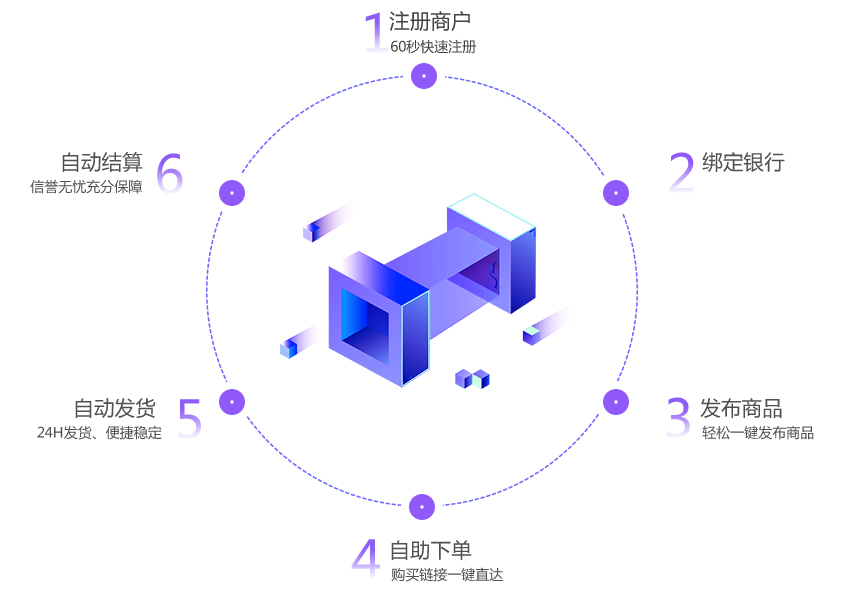 1 注册商户
60秒快速注册
2 绑定银行
3 发布商品
轻松一键发布商品
4 自助下单
购买链接一键直达
5 自动发货
24H发货、便捷稳定
6 自动结算
信誉无忧充分保障